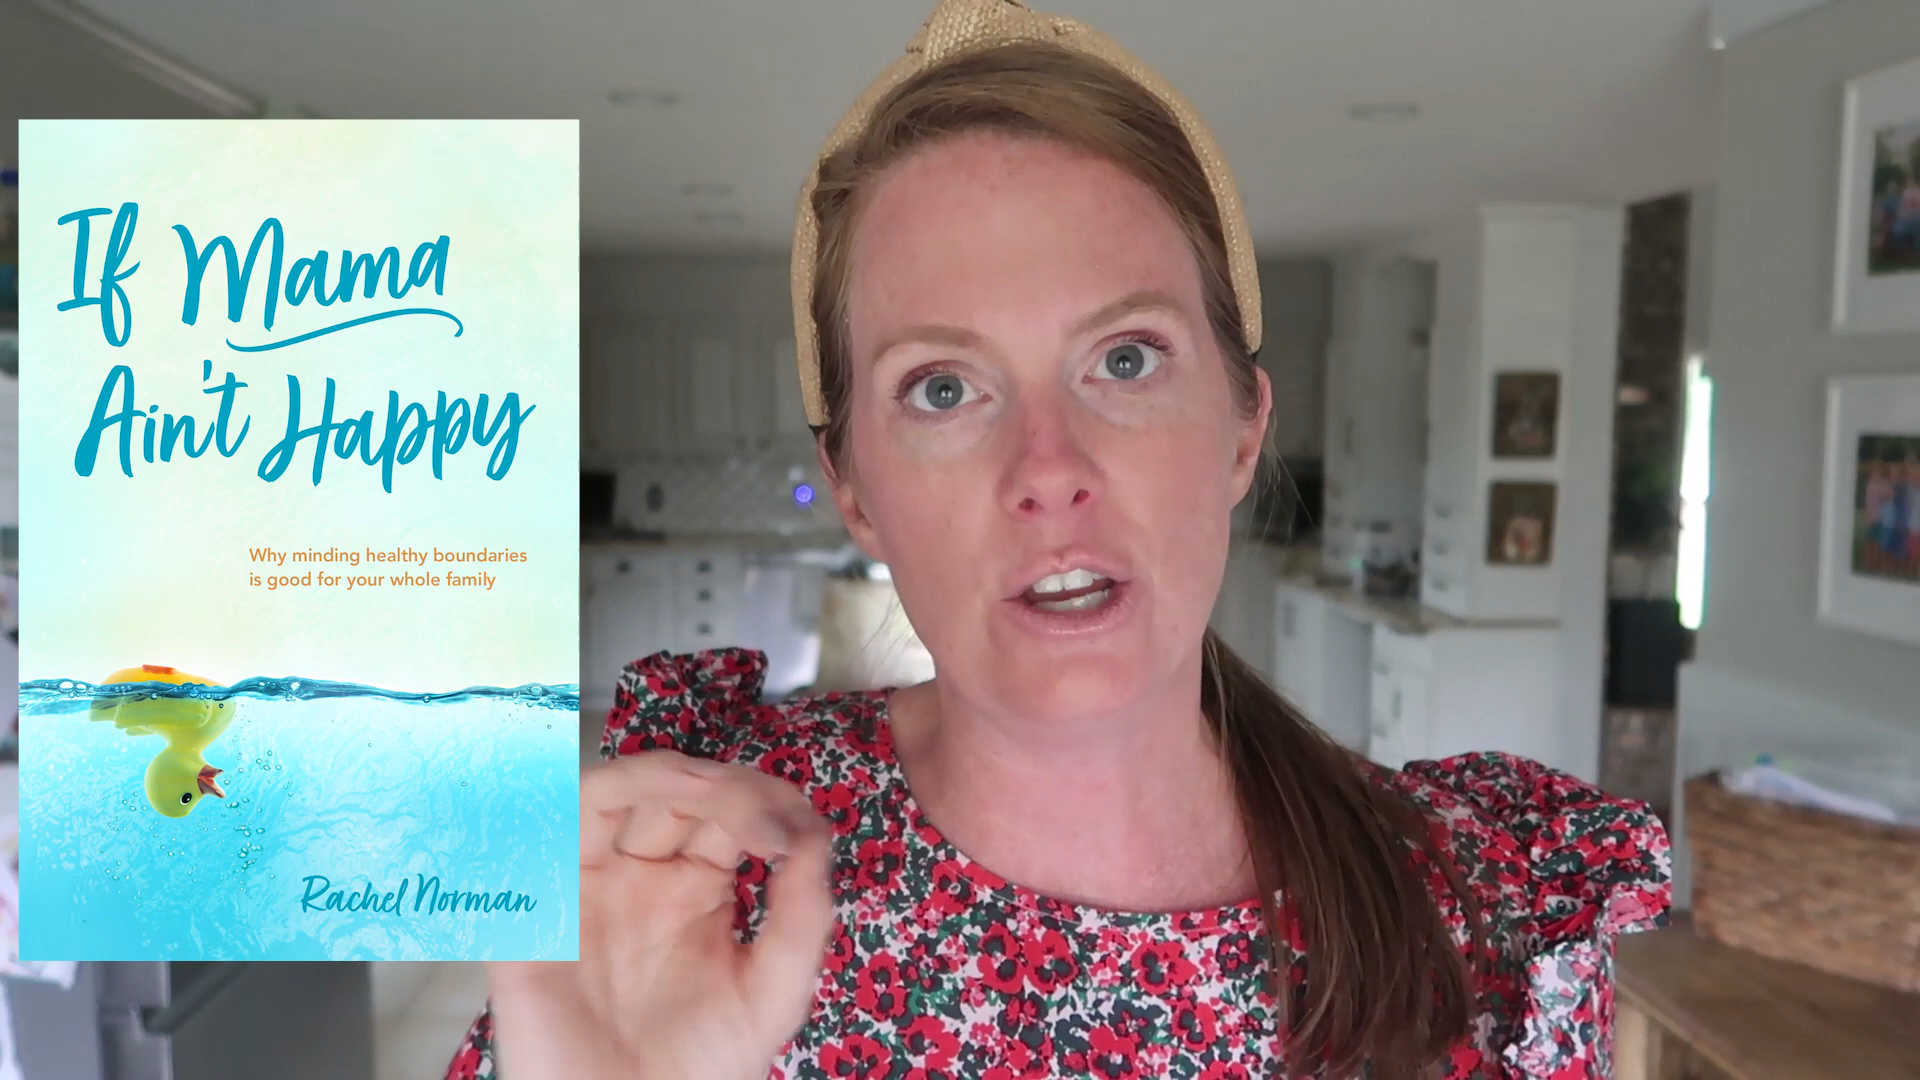 If Mama
Ain't Happy
Why minding healthy boundaries
is good for your whole family
Rachel Norman